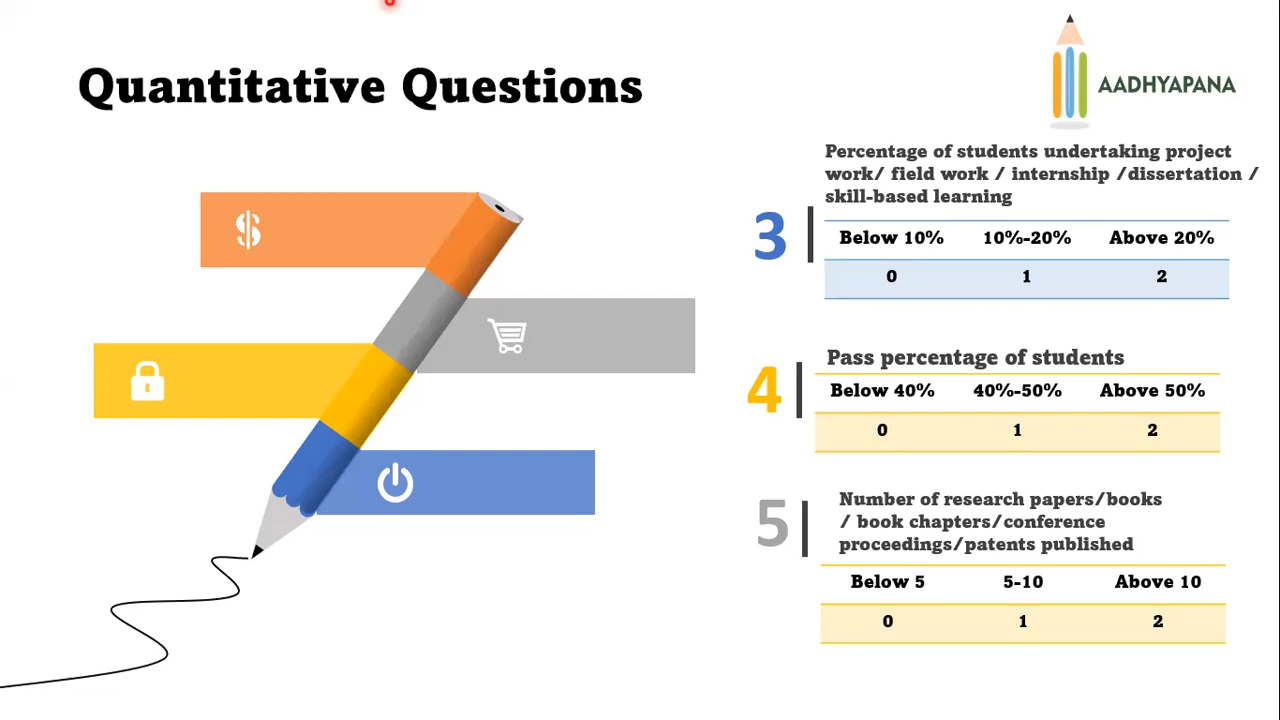 Quantitative Questions
AADHYAPANA
Percentage of students undertaking project
work/ field work / internship /dissertation /
skill-based learning
3
Below 10% 10%-20% Above 20%
0 1 2
Pass percentage of students
4
Below 40% 40%-50% Above 50%
0 1 2
5
Number of research papers/books
/ book chapters/conference
proceedings/patents published
Below 5 5-10 Above 10
0 1 2
$